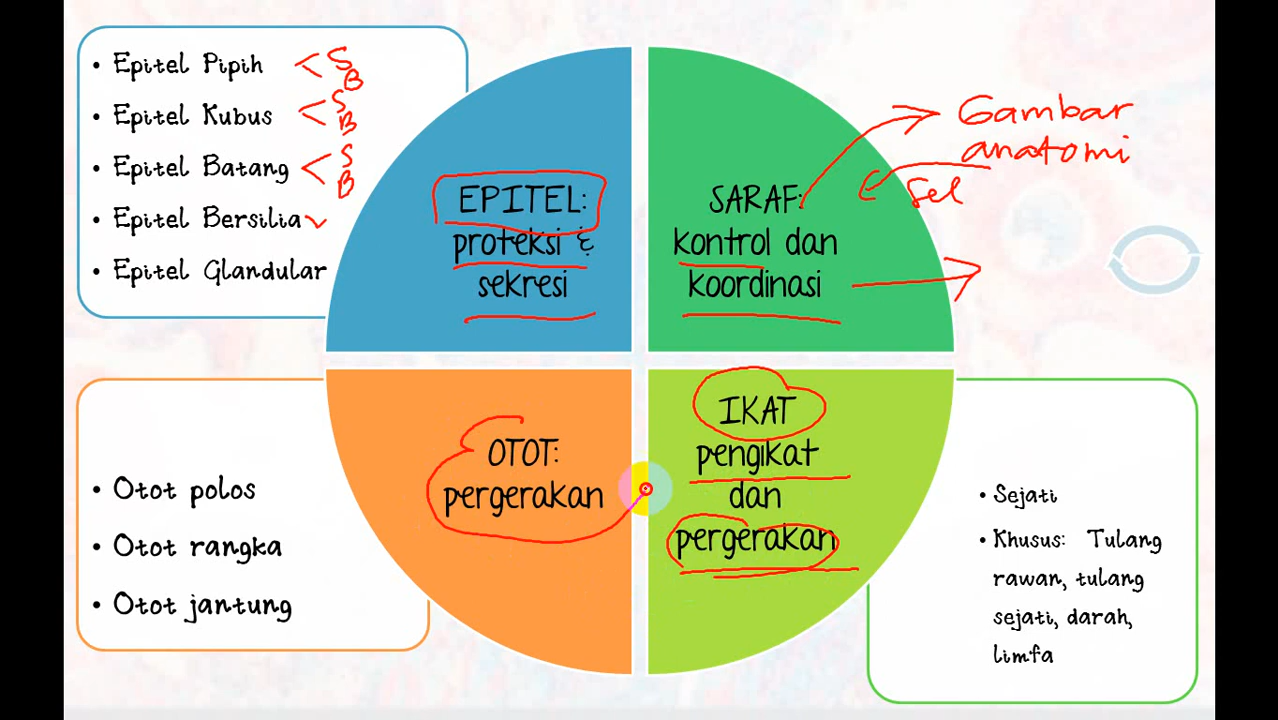 • Epitel Pipih < S B
• Epitel Kubus < S B
• Epitel Batang < S B
• Epitel Bersilia
• Epitel Glandular
EPITEL:
proteksi &
sekresi
SARAF:
kontrol dan
koordinasi
Gambar
anatomi
Sel
OTOT:
pergerakan
IKAT
pengikat
dan
pergerakan
• Otot polos
• Otot rangka
• Otot jantung
• Sejati
• Khusus: Tulang
rawan, tulang
sejati, darah,
limfa